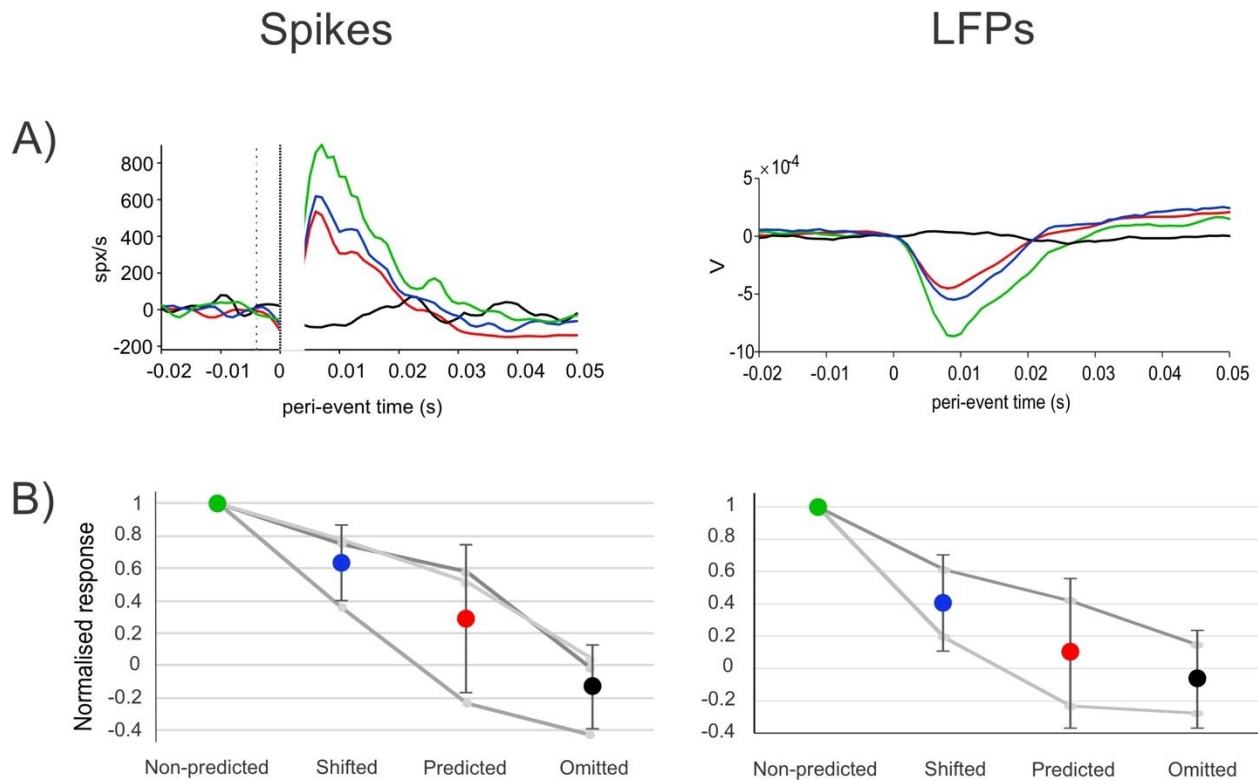 Spikes
LFPs
A)
800
600
400
200
0
-200
spx/s
-0.02 -0.01 0 0.01 0.02 0.03 0.04 0.05
peri-event time (s)
×10-4
5
0
-5
-10
V
-0.02 -0.01 0 0.01 0.02 0.03 0.04 0.05
peri-event time (s)
B)
Normalised response
1
0.8
0.6
0.4
0.2
0
-0.2
-0.4
Non-predicted Shifted Predicted Omitted
1
0.8
0.6
0.4
0.2
0
-0.2
-0.4
Non-predicted Shifted Predicted Omitted